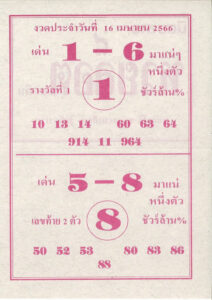 งวดประจำวันที่ 16 เมษายน 2566
เด่น 1 – 6 มาแน่ๆ
หนึ่งตัว
รางวัลที่ 1 1 ชัวร์ล้าน%
10 13 14 60 63 64
914 11 964
เด่น 5 – 8 มาแน่
หนึ่งตัว
เลขท้าย 2 ตัว 8 ชัวร์ล้าน%
50 52 53 80 83 86
88